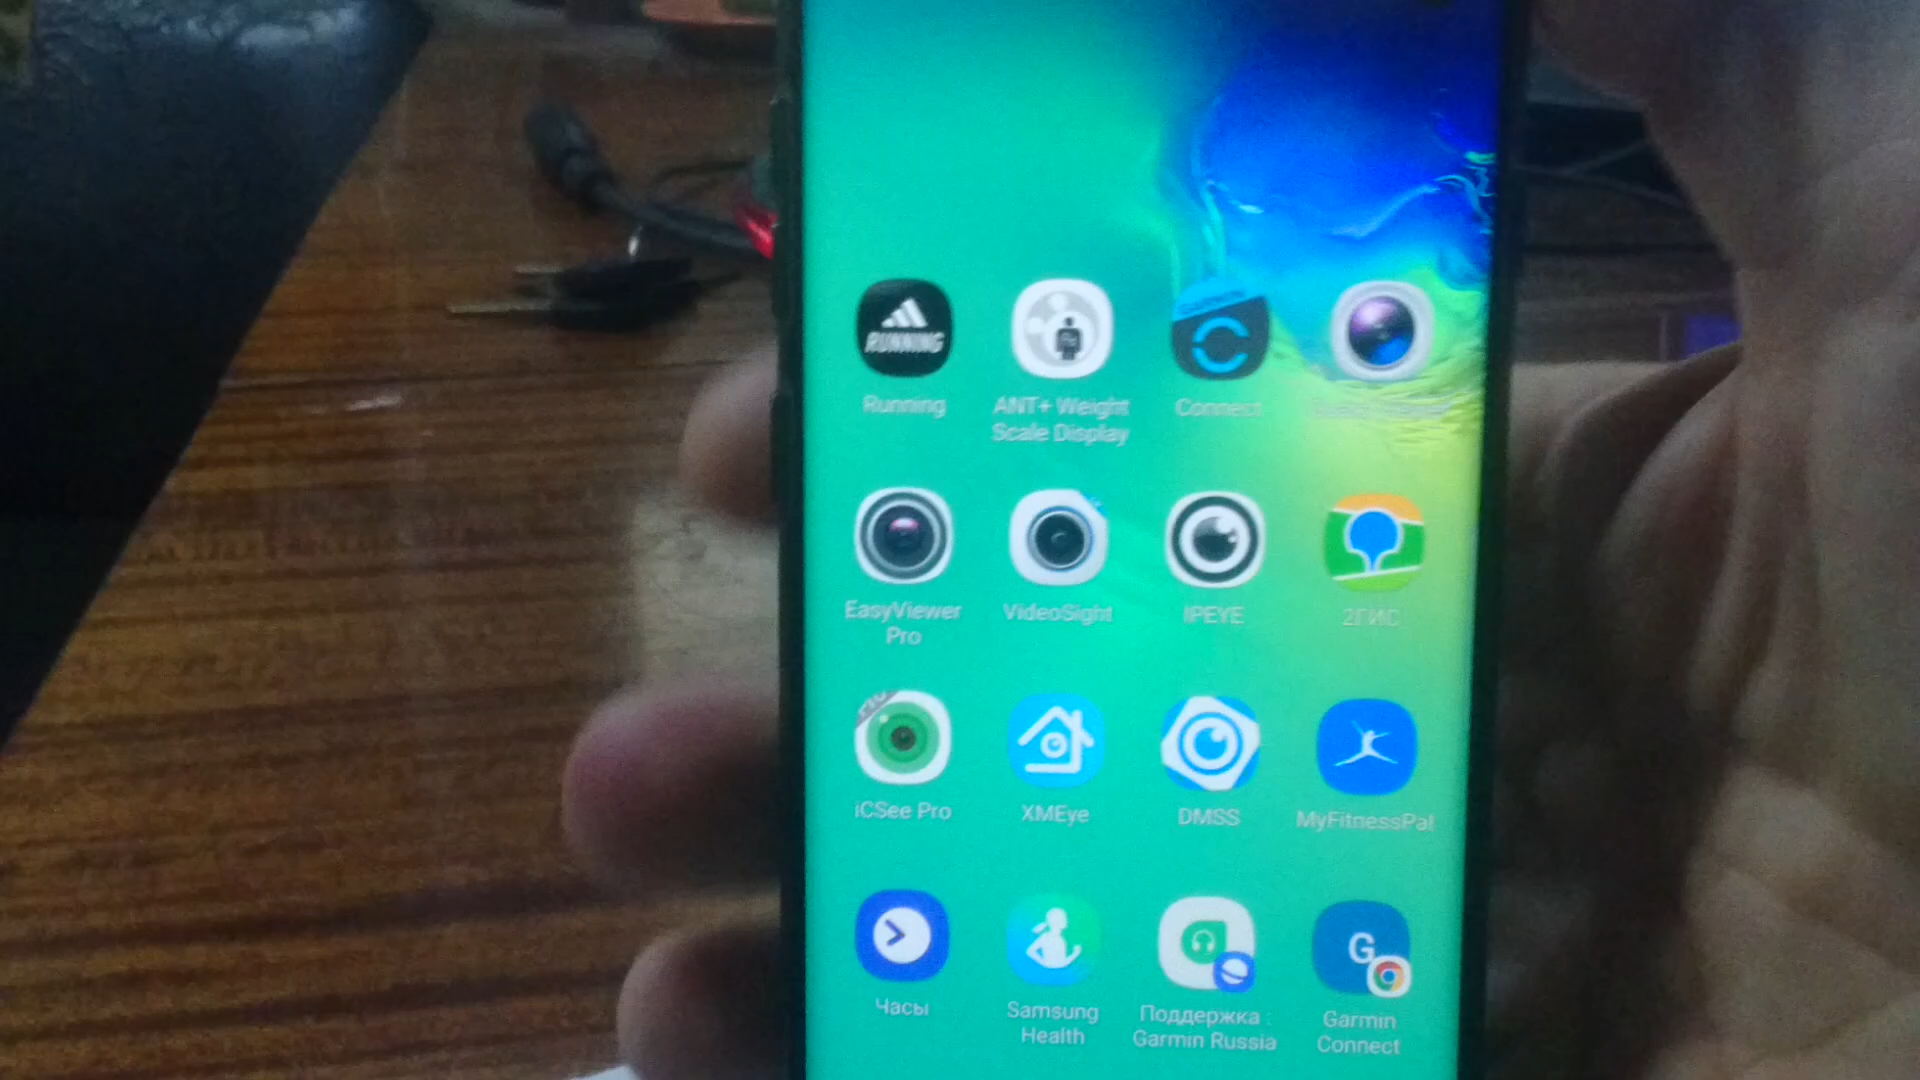 RUNNING
Running
ANT+ Weight
Scale Display
Connect
EasyViewer
Pro
VideoSight
IPEYE
2ГИС
iCSee Pro
XMEye
DMSS
MyFitnessPal
Часы
Samsung
Health
Поддержка :
Garmin Russia
G
Garmin
Connect